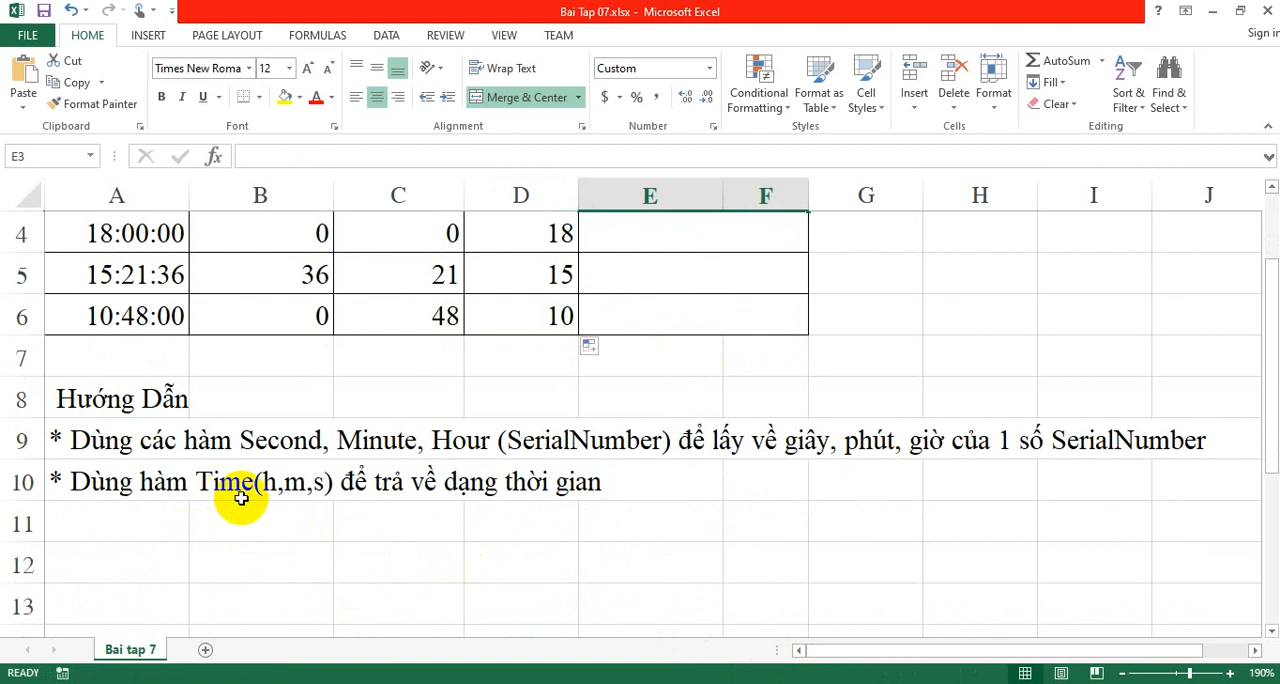 Bai Tap 07.xlsx - Microsoft Excel
?
Sign in
FILE HOME INSERT PAGE LAYOUT FORMULAS DATA REVIEW VIEW TEAM
Paste
Cut
Copy
Format Painter
Clipboard
Times New Roma 12
B I U
Font
Wrap Text
Merge & Center
Alignment
Custom
$ % ,
Number
Conditional Formatting
Format as Table
Cell Styles
Styles
Insert
Delete
Format
Cells
AutoSum
Fill
Clear
Sort & Filter
Find & Select
Editing
E3
fx
A B C D E F G H I J
4 18:00:00 0 0 18
5 15:21:36 36 21 15
6 10:48:00 0 48 10
7
8 Hướng Dẫn
9 * Dùng các hàm Second, Minute, Hour (SerialNumber) để lấy về giây, phút, giờ của 1 số SerialNumber
10 * Dùng hàm Time(h,m,s) để trả về dạng thời gian
11
12
13
Bai tap 7
READY
190%